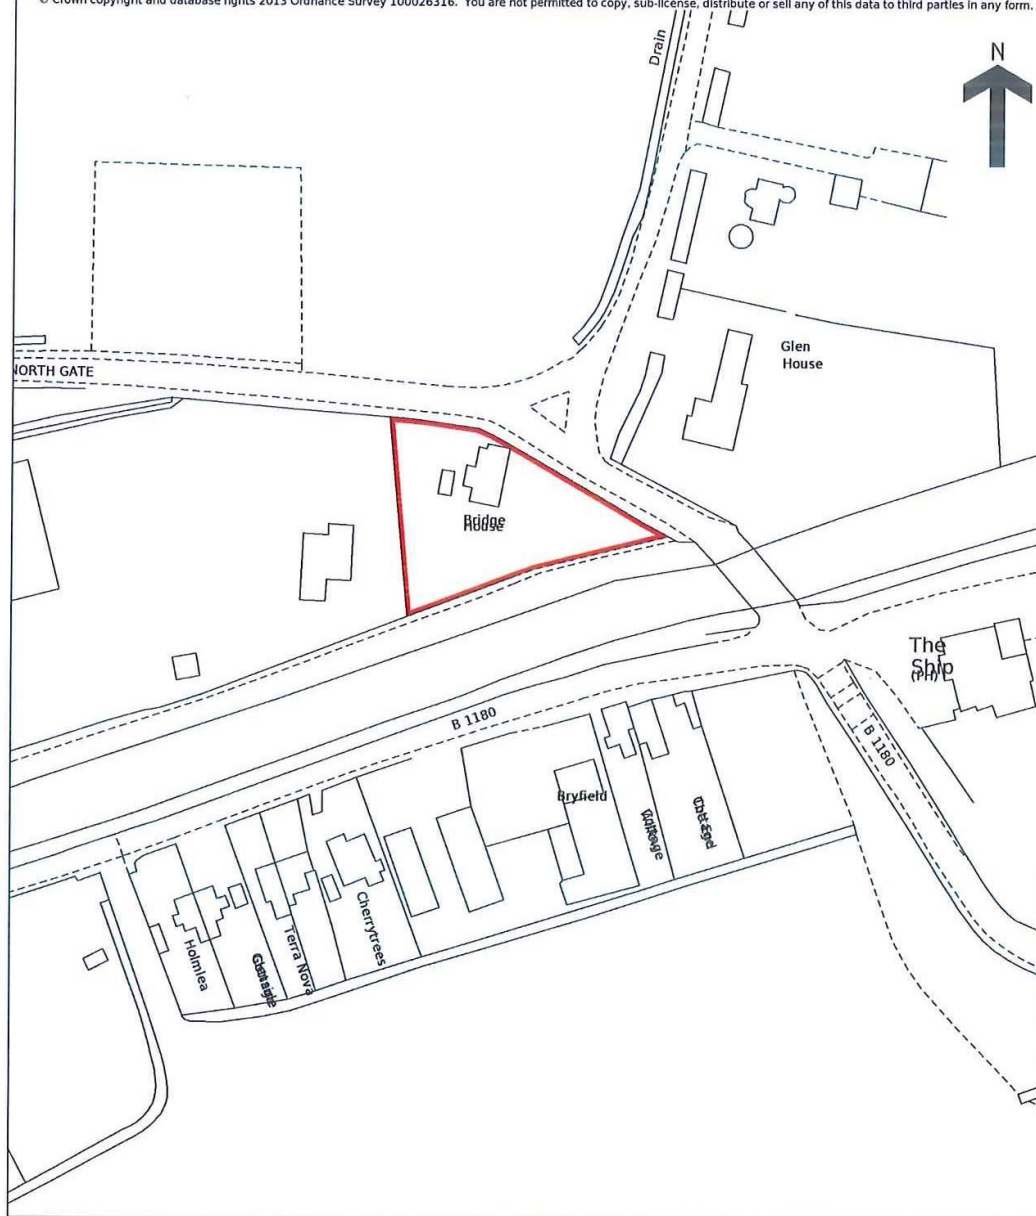 © Crown copyright and database rights 2013 Ordnance Survey 100026316. You are not permitted to copy, sub-license, distribute or sell any of this data to third parties in any form.
Drain
N
Glen
House
NORTH GATE
Bridge
House
The
Ship
(PH)
B 1180
B 1180
Bryfield
Cottage
Holmlea
Cottage
Terra Nova
Cherrytrees